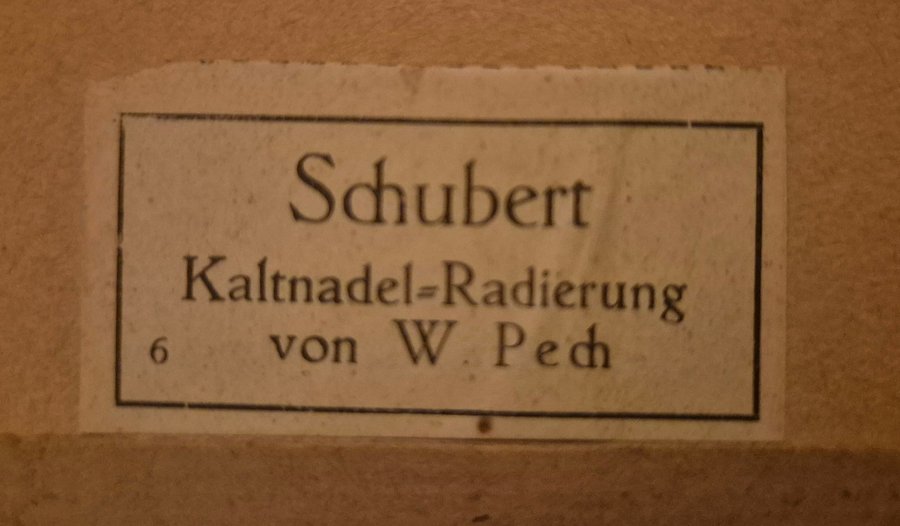 Schubert
Kaltnadel=Radierung
von W. Pech
6